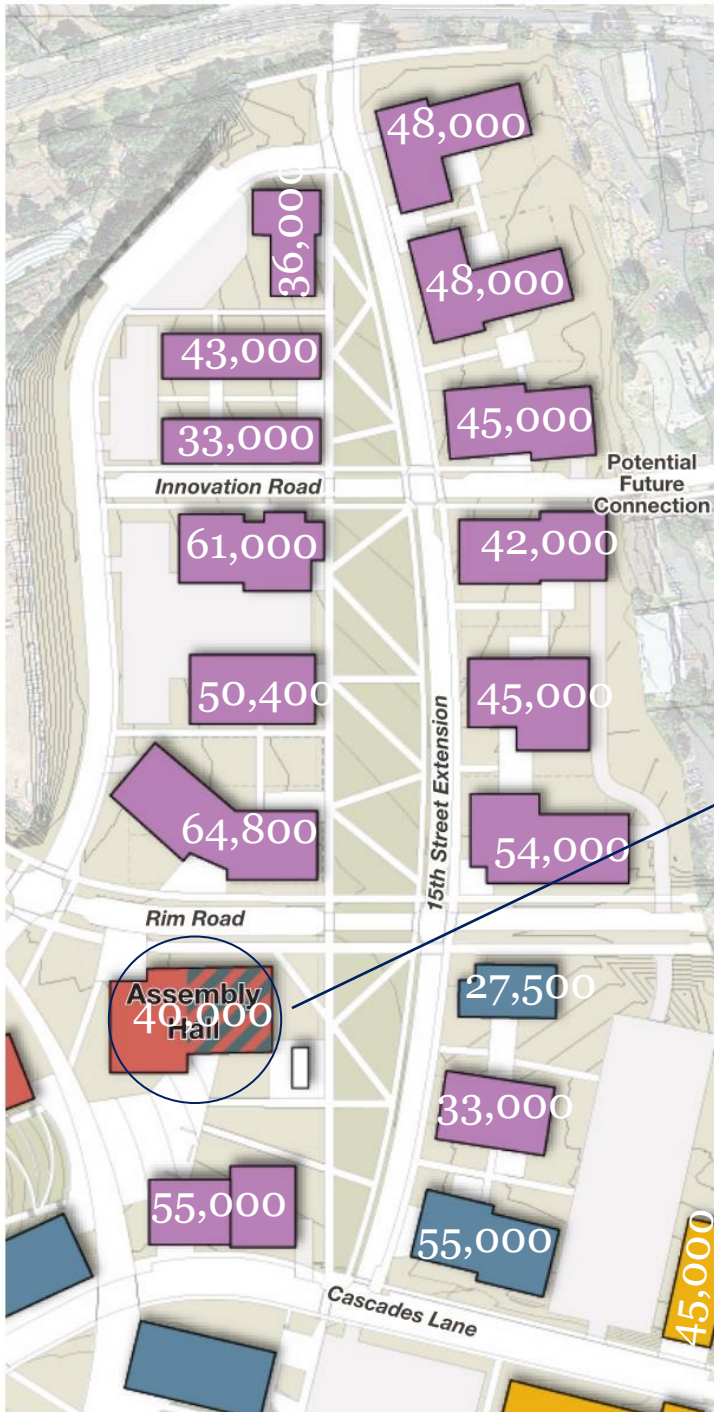 48,000
36,000
48,000
43,000
45,000
33,000
Potential
Future
Connection
Innovation Road
61,000
42,000
50,400
45,000
15th Street Extension
64,800
54,000
Rim Road
27,500
Assembly
Hall
40,000
33,000
55,000
55,000
45,000
Cascades Lane